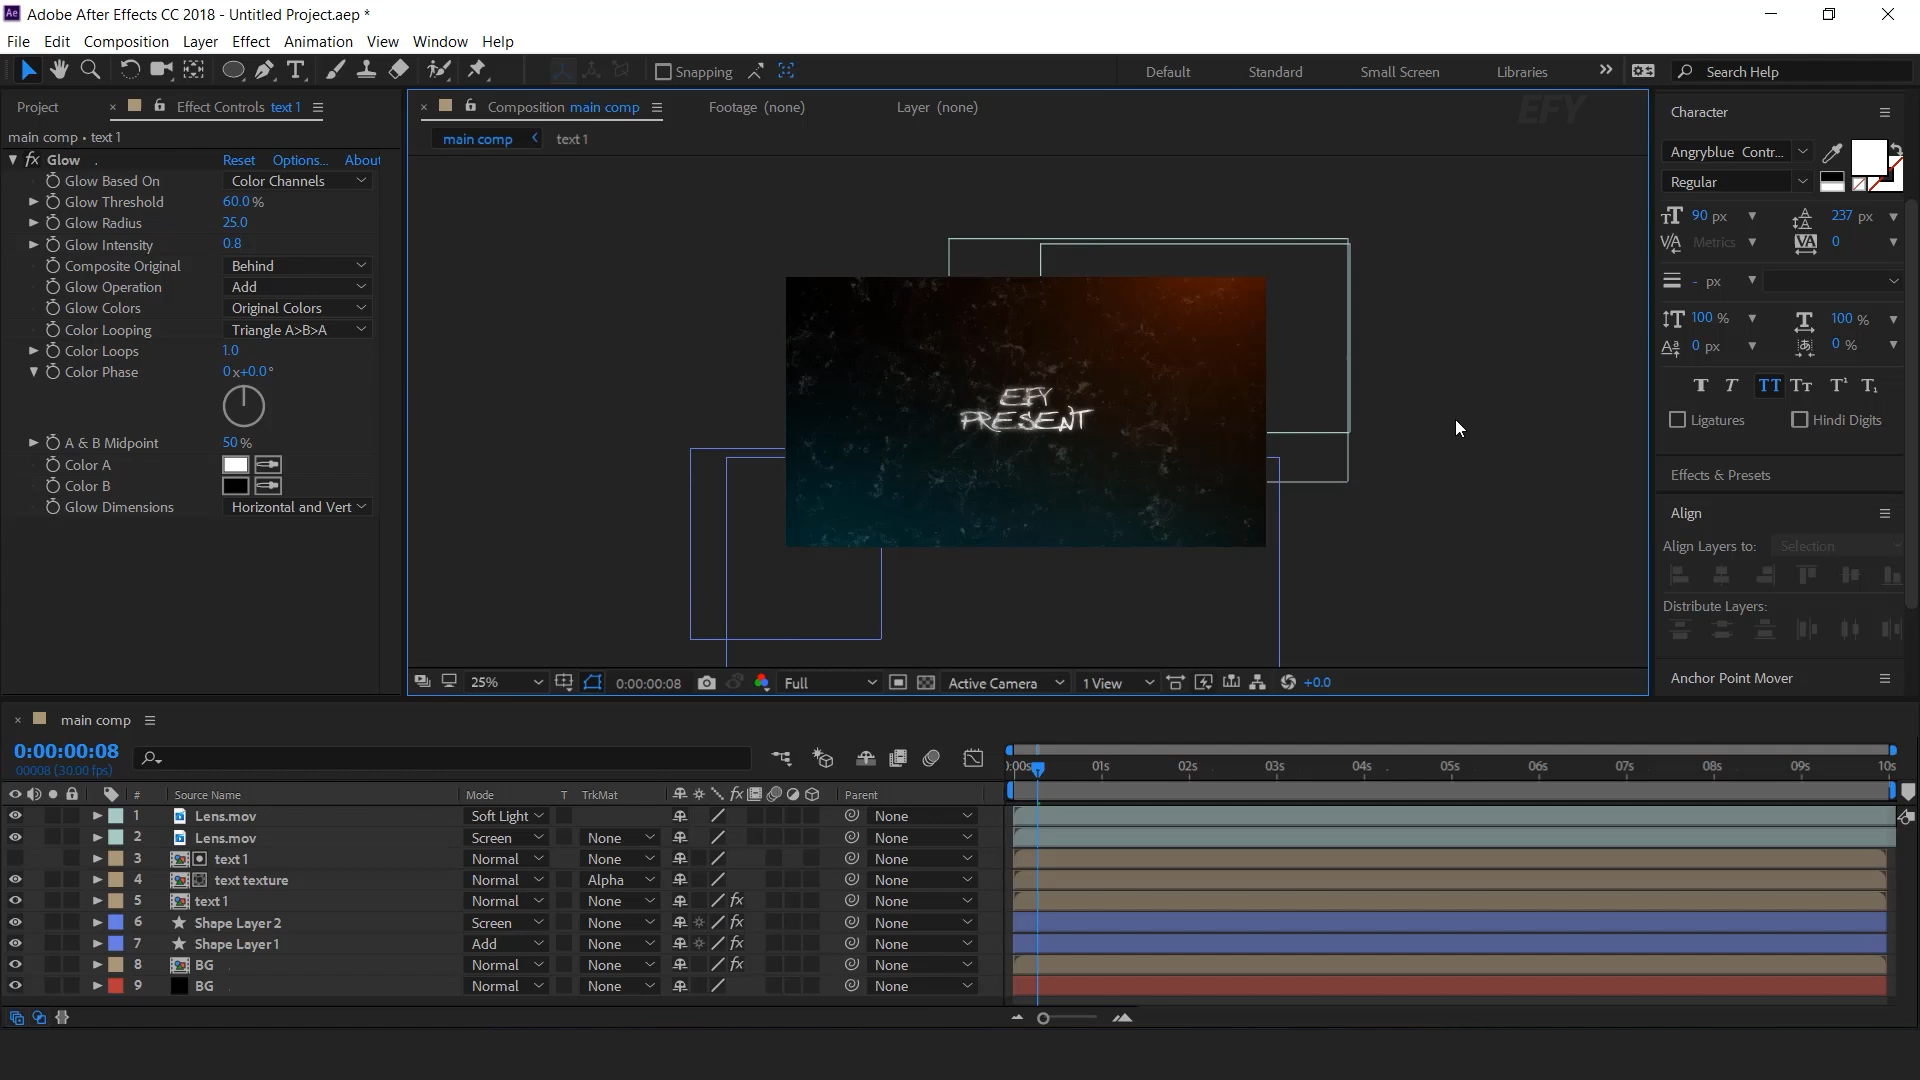 Adobe After Effects CC 2018 - Untitled Project.aep *
File Edit Composition Layer Effect Animation View Window Help
Snapping
Default Standard Small Screen Libraries Search Help
Project Effect Controls text 1
main comp • text 1
fx Glow Reset Options... About
Glow Based On Color Channels
Glow Threshold 60.0 %
Glow Radius 25.0
Glow Intensity 0.8
Composite Original Behind
Glow Operation Add
Glow Colors Original Colors
Color Looping Triangle A>B>A
Color Loops 1.0
Color Phase 0x+0.0°
A & B Midpoint 50 %
Color A
Color B
Glow Dimensions Horizontal and Vert
Composition main comp Footage (none) Layer (none)
EFY
main comp text 1
EFY
PRESENT
25% 0:00:00:08 Full Active Camera 1 View +0.0
Character
Angryblue Contr...
Regular
90 px 237 px
Metrics 0
- px
100 % 100 %
0 px 0 %
Ligatures Hindi Digits
Effects & Presets
Align
Align Layers to: Selection
Distribute Layers:
Anchor Point Mover
main comp
0:00:00:08
00008 (30.00 fps)
:00s 01s 02s 03s 04s 05s 06s 07s 08s 09s 10s
# Source Name Mode T TrkMat fx Parent
1 Lens.mov Soft Light None
2 Lens.mov Screen None None
3 text 1 Normal None None
4 text texture Normal Alpha None
5 text 1 Normal None fx None
6 Shape Layer 2 Screen None fx None
7 Shape Layer 1 Add None fx None
8 BG Normal None fx None
9 BG Normal None None